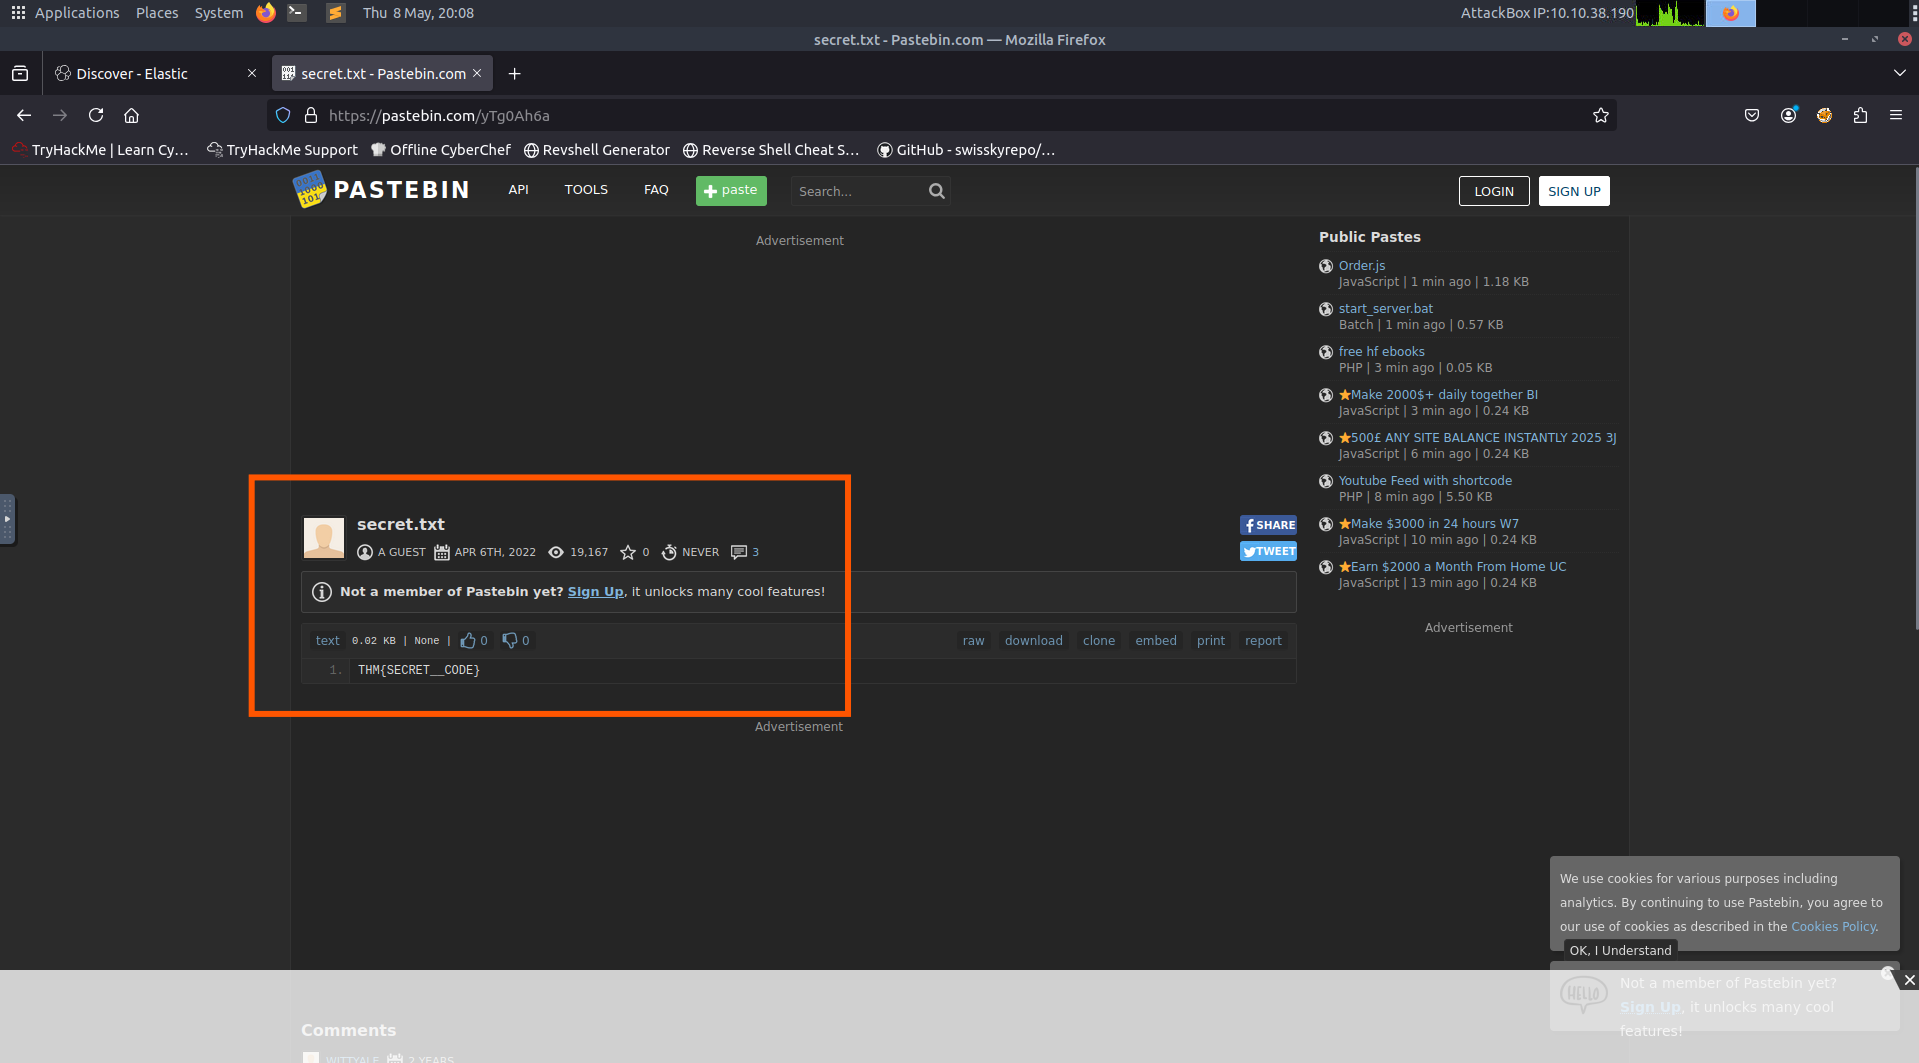 Applications Places System Thu 8 May, 20:08 AttackBox IP:10.10.38.190
secret.txt - Pastebin.com — Mozilla Firefox
Discover - Elastic secret.txt - Pastebin.com
https://pastebin.com/yTg0Ah6a
TryHackMe | Learn Cy... TryHackMe Support Offline CyberChef Revshell Generator Reverse Shell Cheat S... GitHub - swisskyrepo/...
PASTEBIN API TOOLS FAQ + paste Search... LOGIN SIGN UP
Advertisement
secret.txt
A GUEST APR 6TH, 2022 19,167 0 NEVER 3
SHARE
TWEET
Not a member of Pastebin yet? Sign Up, it unlocks many cool features!
text 0.02 KB | None | 0 0 raw download clone embed print report
1. THM{SECRET__CODE}
Advertisement
Public Pastes
Order.js
JavaScript | 1 min ago | 1.18 KB
start_server.bat
Batch | 1 min ago | 0.57 KB
free hf ebooks
PHP | 3 min ago | 0.05 KB
⭐Make 2000$+ daily together BI
JavaScript | 3 min ago | 0.24 KB
⭐500£ ANY SITE BALANCE INSTANTLY 2025 3J
JavaScript | 6 min ago | 0.24 KB
Youtube Feed with shortcode
PHP | 8 min ago | 5.50 KB
⭐Make $3000 in 24 hours W7
JavaScript | 10 min ago | 0.24 KB
⭐Earn $2000 a Month From Home UC
JavaScript | 13 min ago | 0.24 KB
Advertisement
We use cookies for various purposes including
analytics. By continuing to use Pastebin, you agree to
our use of cookies as described in the Cookies Policy.
OK, I Understand
HELLO
Not a member of Pastebin yet?
Sign Up, it unlocks many cool
features!
Comments
WITTYALE 2 YEARS